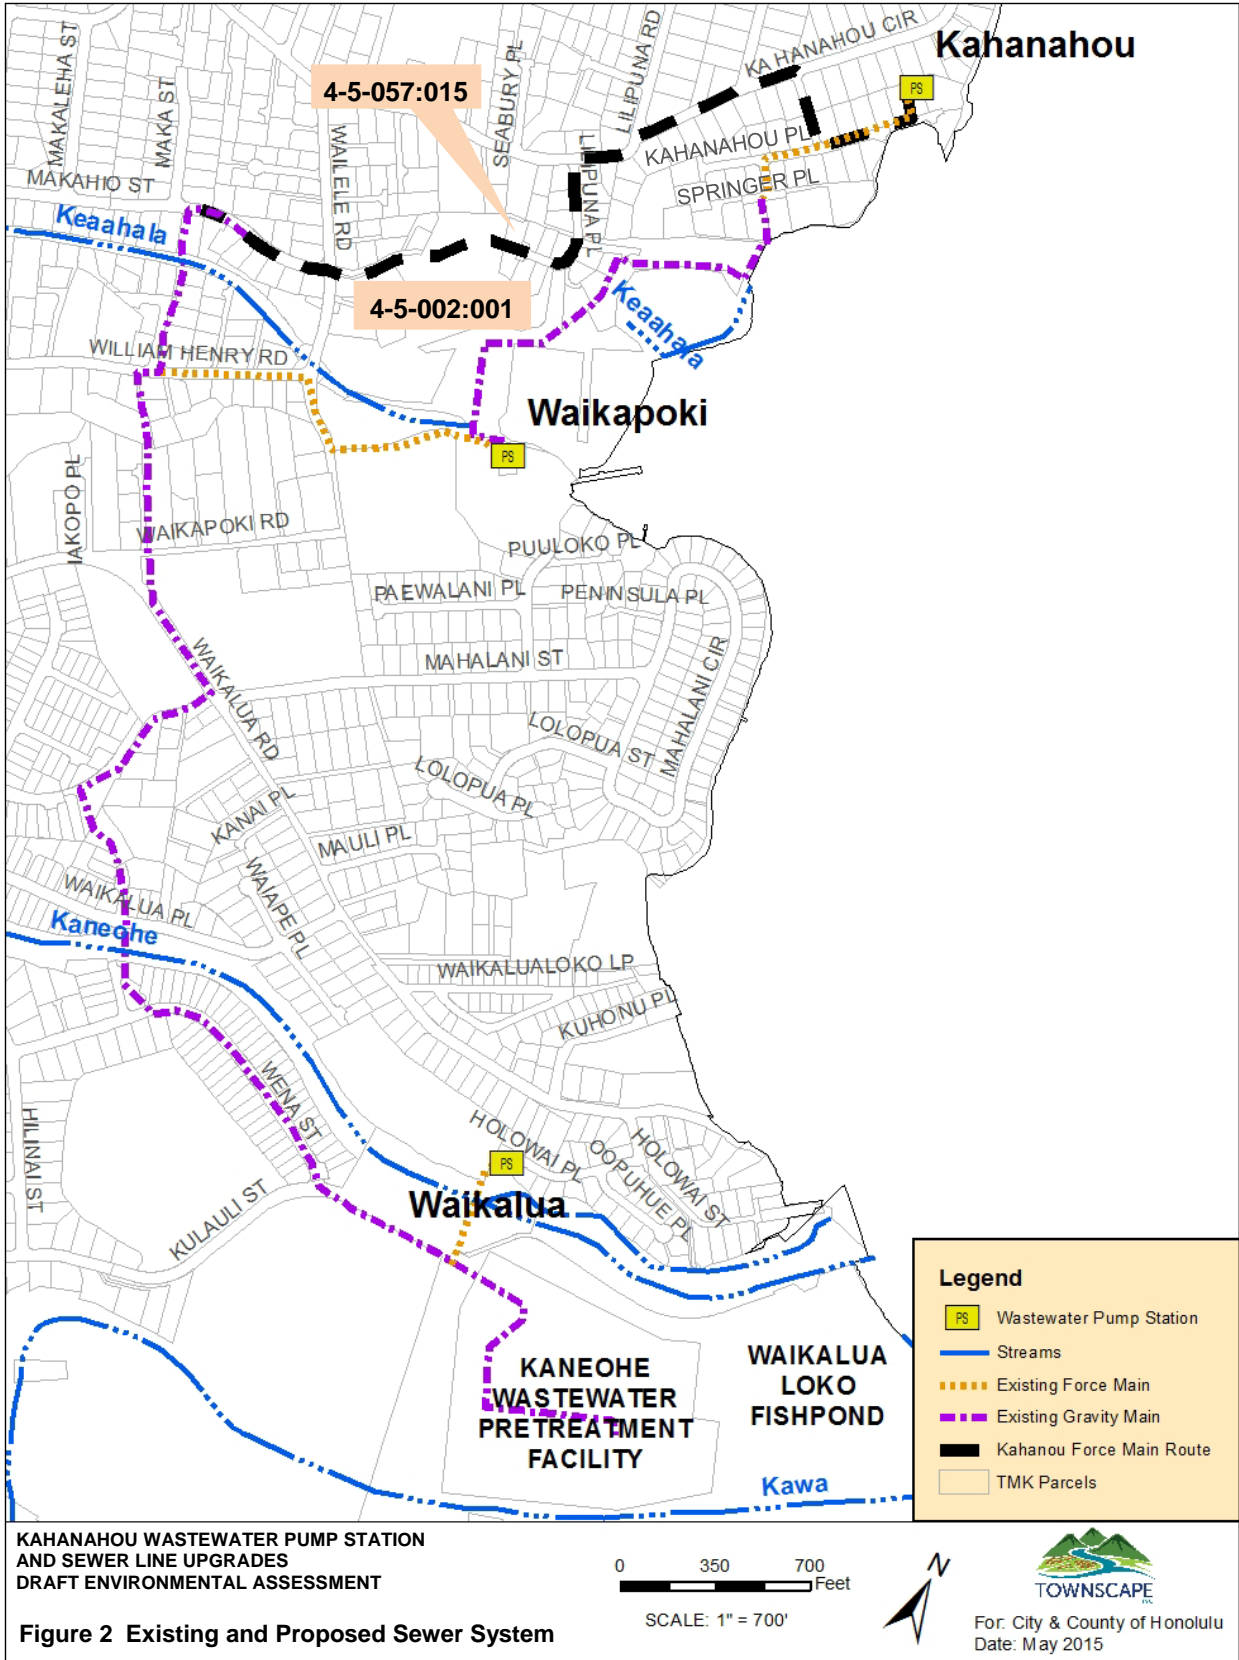 KA HANAHOU CIR
Kahanahou
MAKALEHA ST
MAKA ST
SEABURY PL
LILIPUNA RD
4-5-057:015
PS
WAILELE RD
LILIPUNA PL
KAHANAHOU PL
SPRINGER PL
MAKAHIO ST
Keaahala
4-5-002:001
Keaahala
WILLIAM HENRY RD
Waikapoki
PS
IAKOPO PL
WAIKAPOKI RD
PUULOKO PL
PAEWALANI PL
PENINSULA PL
WAIKALUA RD
MAHALANI ST
MAHALANI CIR
LOLOPUA ST
LOLOPUA PL
KANAI PL
MAULI PL
WAIAPE PL
WAIKALUA PL
Kaneohe
WAIKALUALOKO LP
KUHONU PL
WENA ST
HILINAI ST
HOLOWAI PL
HOLOWAI ST
OOPUHUE PL
PS
Waikalua
KULAULI ST
KANEOHE
WASTEWATER
PRETREATMENT
FACILITY
WAIKALUA
LOKO
FISHPOND
Kawa
Legend
PS Wastewater Pump Station
Streams
Existing Force Main
Existing Gravity Main
Kahanou Force Main Route
TMK Parcels
KAHANAHOU WASTEWATER PUMP STATION
AND SEWER LINE UPGRADES
DRAFT ENVIRONMENTAL ASSESSMENT
Figure 2 Existing and Proposed Sewer System
0 350 700
Feet
SCALE: 1" = 700'
N
TOWNSCAPE
For: City & County of Honolulu
Date: May 2015